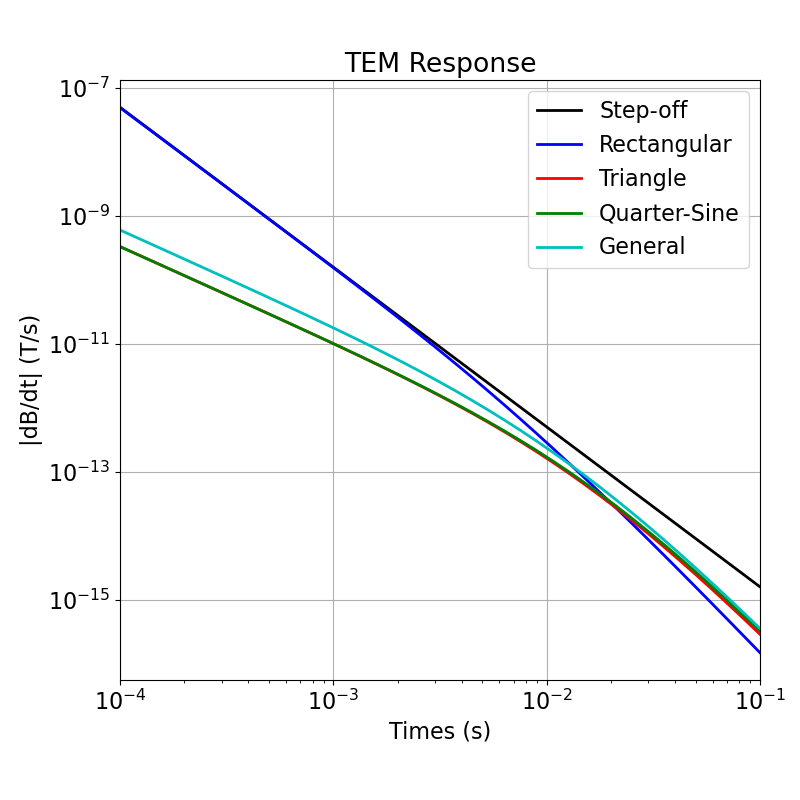 TEM Response
|dB/dt| (T/s)
10⁻⁷
10⁻⁹
10⁻¹¹
10⁻¹³
10⁻¹⁵
Step-off
Rectangular
Triangle
Quarter-Sine
General
10⁻⁴ 10⁻³ 10⁻² 10⁻¹
Times (s)